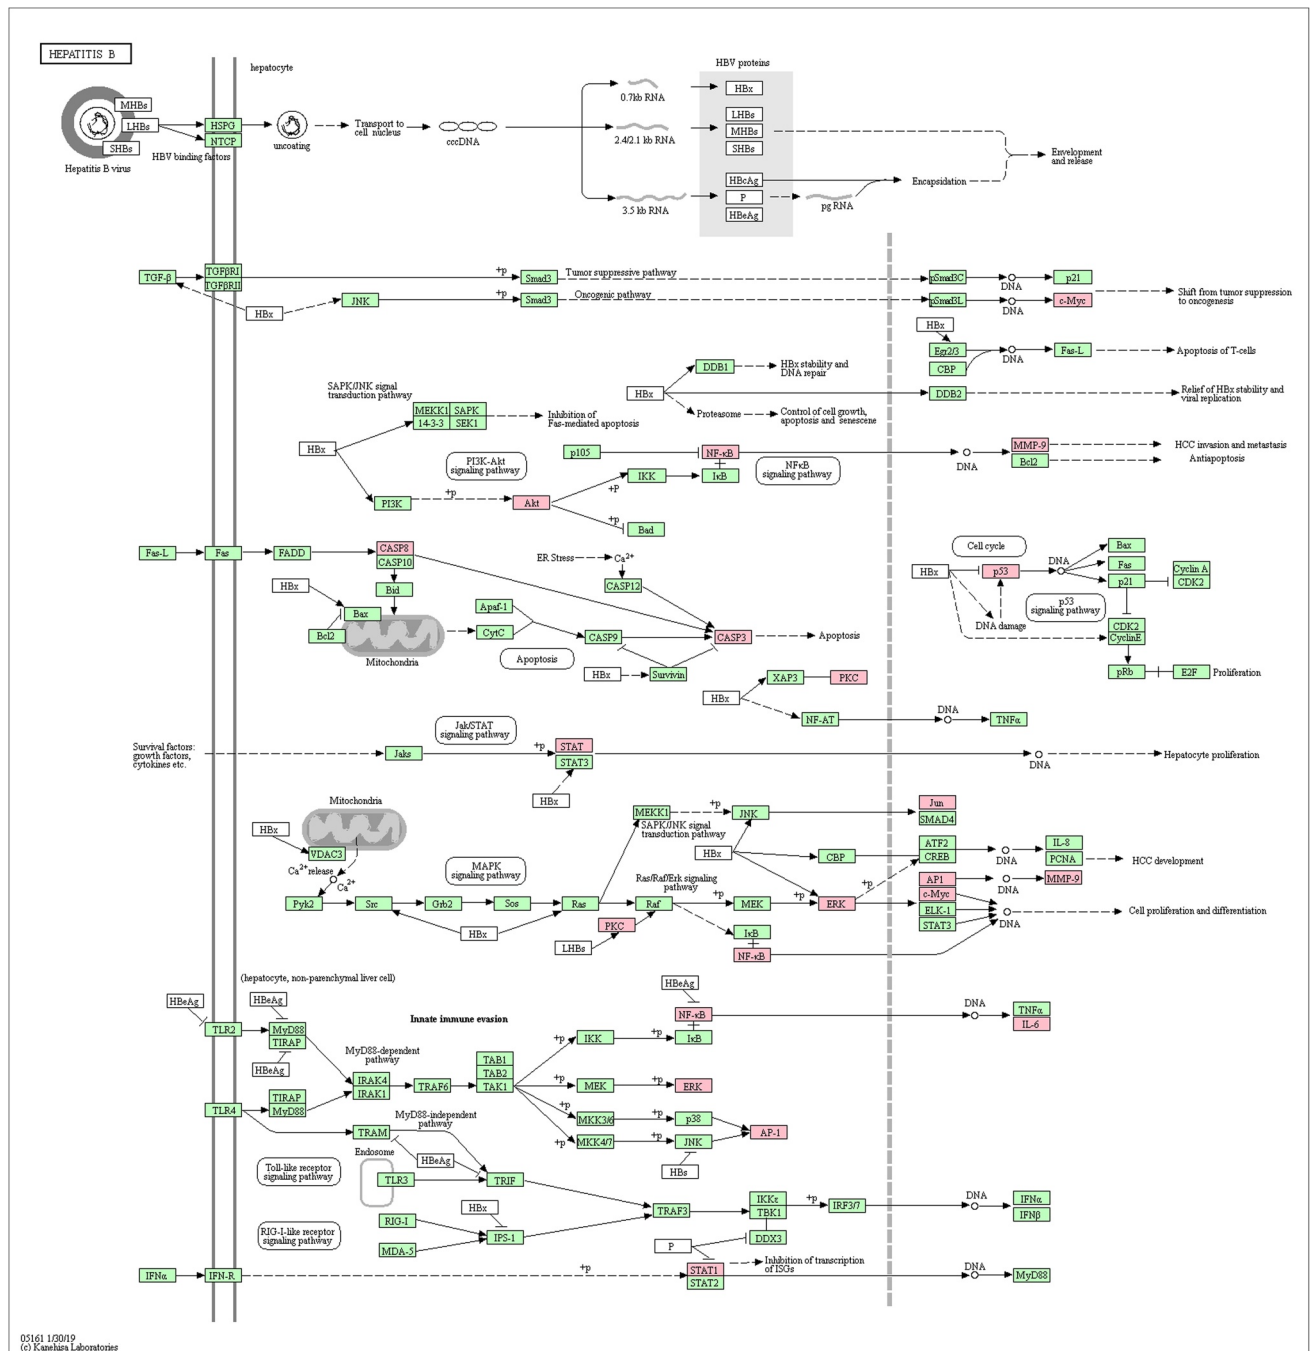 HEPATITIS B
hepatocyte
HBV proteins
MHBs
LHBs
SHBs
Hepatitis B virus
HSPG
NTCP
HBV binding factors
uncoating
Transport to
cell nucleus
cccDNA
0.7kb RNA
2.4/2.1 kb RNA
3.5 kb RNA
HBx
LHBs
MHBs
SHBs
HBcAg
P
HBeAg
pg RNA
Encapsidation
Envelopment
and release
TGF-β
TGFβRI
TGFβRII
HBx
JNK
+p
Smad3
Tumor suppressive pathway
+p
Smad3
Oncogenic pathway
pSmad3C
DNA
p21
pSmad3L
DNA
c-Myc
Shift from tumor suppression
to oncogenesis
HBx
Egr2/3
CBP
DNA
Fas-L
Apoptosis of T-cells
DDB1
HBx stability and
DNA repair
HBx
DDB2
Relief of HBx stability and
viral replication
Proteasome
Control of cell growth,
apoptosis and senescene
SAPK/JNK signal
transduction pathway
MEKK1
SAPK
14-3-3
SEK1
Inhibition of
Fas-mediated apoptosis
HBx
PI3K-Akt
signaling pathway
p105
NF-κB
NFκB
signaling pathway
DNA
MMP-9
Bcl2
HCC invasion and metastasis
Antiapoptosis
IKK
IκB
+p
PI3K
+p
Akt
+p
Bad
Fas-L
Fas
FADD
CASP8
CASP10
ER Stress
Ca²⁺
CASP12
HBx
Bid
Bax
Bcl2
Mitochondria
Apaf-1
CytC
CASP9
CASP3
Apoptosis
Apoptosis
HBx
Survivin
Cell cycle
HBx
p53
DNA
Bax
Fas
p21
Cyclin A
CDK2
p53
signaling pathway
DNA damage
CDK2
CyclinE
pRb
E2F
Proliferation
HBx
XAP3
PKC
NF-AT
DNA
TNFα
Survival factors:
growth factors,
cytokines etc.
Jak/STAT
signaling pathway
Jaks
+p
STAT
STAT3
HBx
DNA
Hepatocyte proliferation
Mitochondria
HBx
VDAC3
Ca²⁺
release
Ca²⁺
MAPK
signaling pathway
MEKK1
+p
JNK
SAPK/JNK signal
transduction pathway
HBx
CBP
Jun
SMAD4
ATF2
CREB
DNA
IL-8
PCNA
HCC development
Ras/Raf/Erk signaling
pathway
+p
AP1
DNA
MMP-9
Pyk2
Src
Grb2
Sos
Ras
Raf
+p
MEK
+p
ERK
c-Myc
ELK-1
STAT3
DNA
Cell proliferation and differentiation
HBx
PKC
LHBs
IκB
NF-κB
(hepatocyte, non-parenchymal liver cell)
HBeAg
HBeAg
HBeAg
TLR2
MyD88
TIRAP
HBeAg
Innate immune evasion
NF-κB
DNA
TNFα
IL-6
+p
IKK
+p
IκB
MyD88-dependent
pathway
TAB1
TAB2
TAK1
IRAK4
IRAK1
TRAF6
+p
MEK
+p
ERK
TIRAP
MyD88
TLR4
+p
MKK3/6
+p
p38
AP-1
MyD88-independent
pathway
TRAM
+p
MKK4/7
+p
JNK
HBs
Endosome
HBeAg
Toll-like receptor
signaling pathway
TLR3
TRIF
IKKε
TBK1
+p
IRF3/7
DNA
IFNα
IFNβ
TRAF3
HBx
RIG-I
IPS-1
MDA-5
RIG-I-like receptor
signaling pathway
DDX3
P
Inhibition of transcription
of ISGs
IFNα
IFN-R
+p
STAT1
STAT2
DNA
MyD88
05161 1/30/19
(c) Kanehisa Laboratories